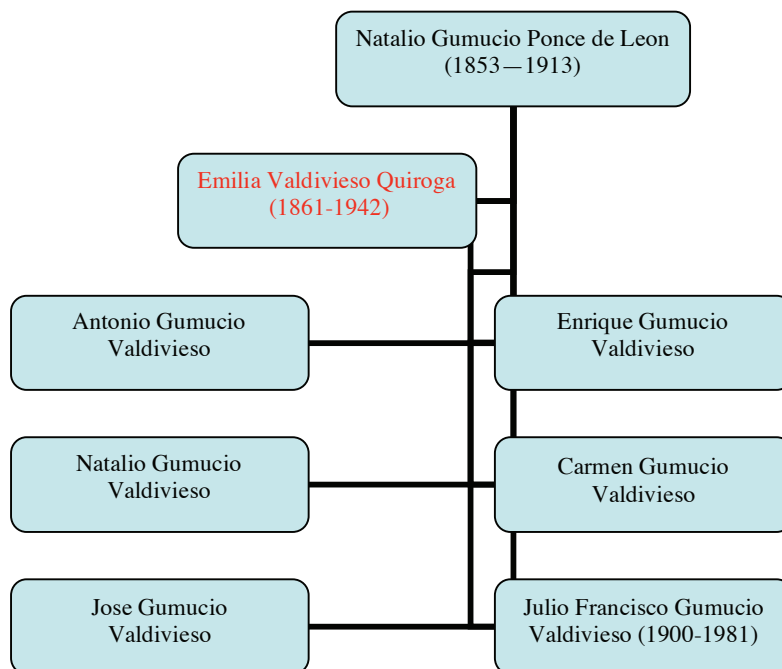 Natalio Gumucio Ponce de Leon
(1853—1913)
Emilia Valdivieso Quiroga
(1861-1942)
Antonio Gumucio
Valdivieso
Enrique Gumucio
Valdivieso
Natalio Gumucio
Valdivieso
Carmen Gumucio
Valdivieso
Jose Gumucio
Valdivieso
Julio Francisco Gumucio
Valdivieso (1900-1981)